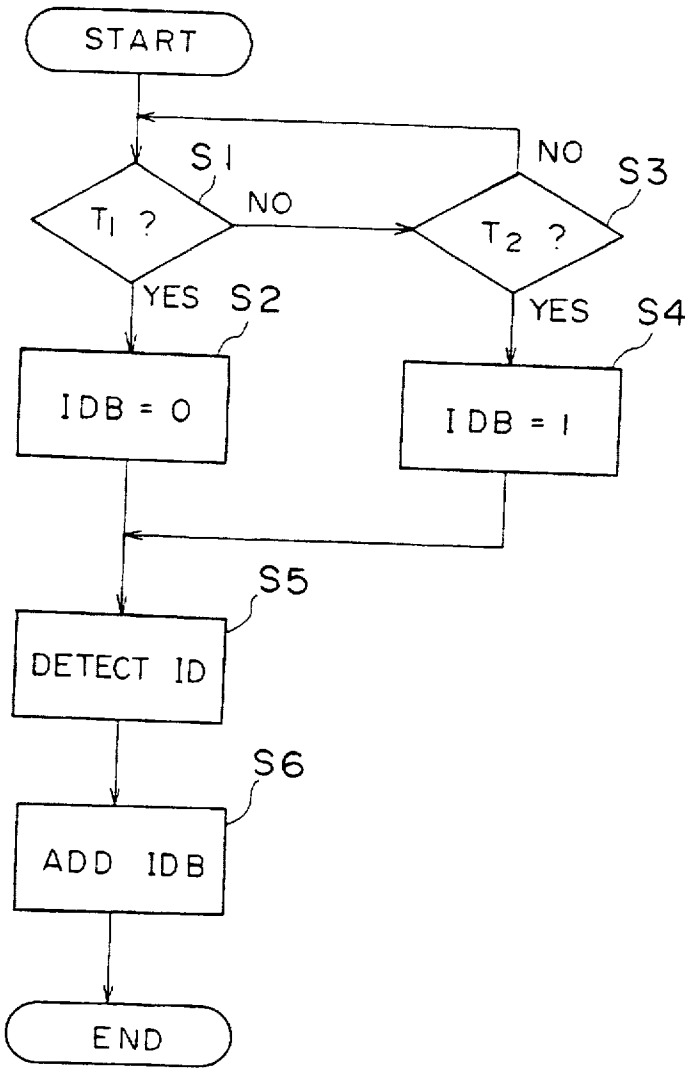 START
S1
NO
S3
T1 ?
NO
T2 ?
YES
S2
YES
S4
IDB = 0
IDB = 1
S5
DETECT ID
S6
ADD IDB
END